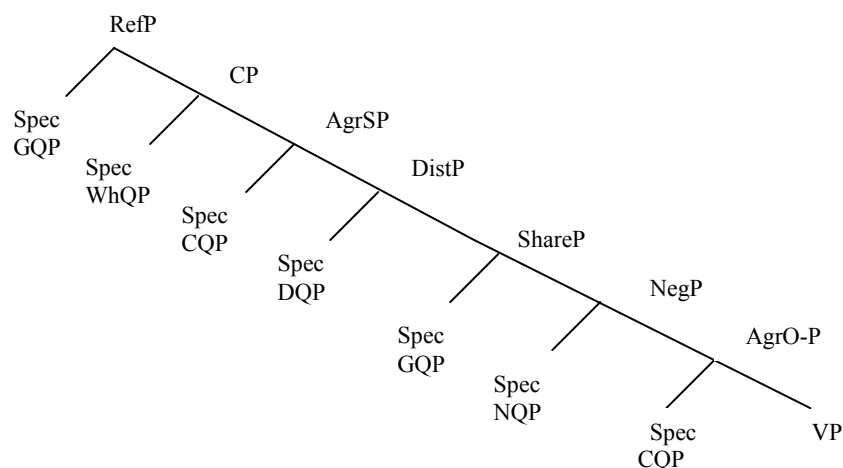 RefP
CP
Spec
GQP
AgrSP
Spec
WhQP
DistP
Spec
CQP
ShareP
Spec
DQP
NegP
Spec
GQP
AgrO-P
Spec
NQP
Spec
CQP
VP